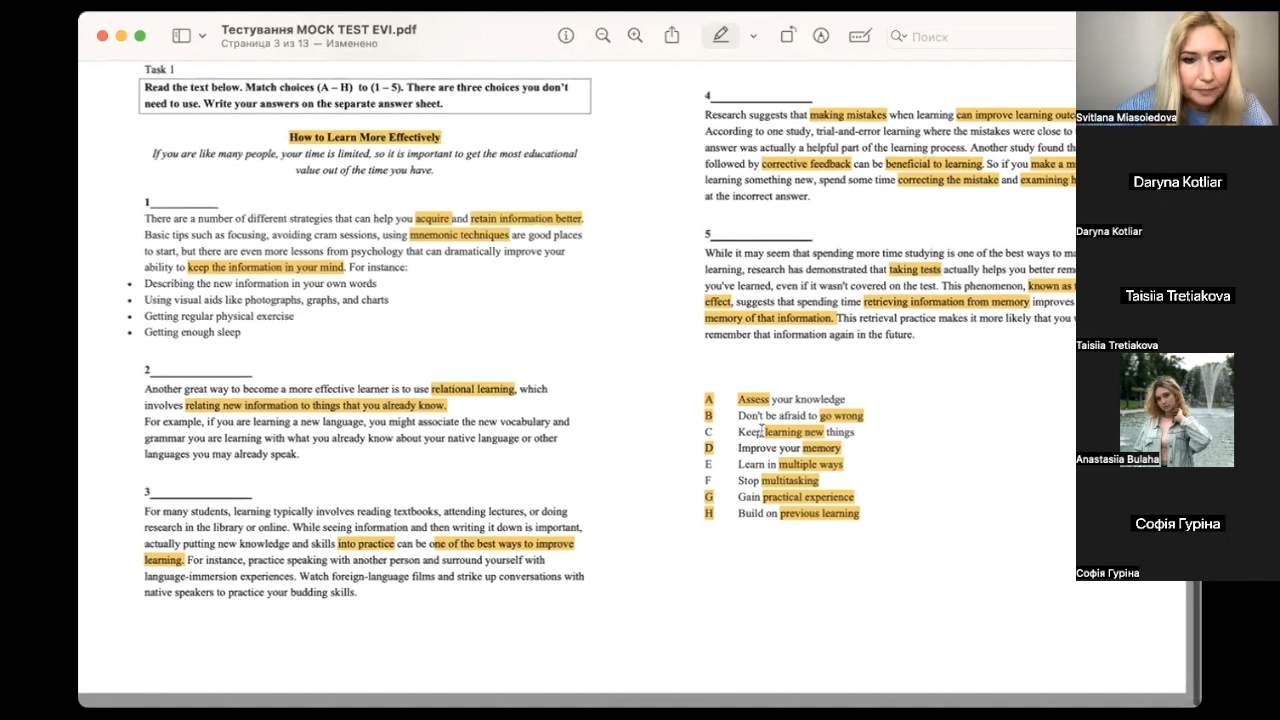 Тестування MOCK TEST EVI.pdf
Страница 3 из 13 — Изменено
Поиск
Task 1
Read the text below. Match choices (A – H) to (1 – 5). There are three choices you don't
need to use. Write your answers on the separate answer sheet.
How to Learn More Effectively
If you are like many people, your time is limited, so it is important to get the most educational
value out of the time you have.
1
There are a number of different strategies that can help you acquire and retain information better.
Basic tips such as focusing, avoiding cram sessions, using mnemonic techniques are good places
to start, but there are even more lessons from psychology that can dramatically improve your
ability to keep the information in your mind. For instance:
• Describing the new information in your own words
• Using visual aids like photographs, graphs, and charts
• Getting regular physical exercise
• Getting enough sleep
2
Another great way to become a more effective learner is to use relational learning, which
involves relating new information to things that you already know.
For example, if you are learning a new language, you might associate the new vocabulary and
grammar you are learning with what you already know about your native language or other
languages you may already speak.
3
For many students, learning typically involves reading textbooks, attending lectures, or doing
research in the library or online. While seeing information and then writing it down is important,
actually putting new knowledge and skills into practice can be one of the best ways to improve
learning. For instance, practice speaking with another person and surround yourself with
language-immersion experiences. Watch foreign-language films and strike up conversations with
native speakers to practice your budding skills.
4
Research suggests that making mistakes when learning can improve learning outc
According to one study, trial-and-error learning where the mistakes were close to
answer was actually a helpful part of the learning process. Another study found th
followed by corrective feedback can be beneficial to learning. So if you make a m
learning something new, spend some time correcting the mistake and examining h
at the incorrect answer.
5
While it may seem that spending more time studying is one of the best ways to ma
learning, research has demonstrated that taking tests actually helps you better rem
you've learned, even if it wasn't covered on the test. This phenomenon, known as t
effect, suggests that spending time retrieving information from memory improves
memory of that information. This retrieval practice makes it more likely that you w
remember that information again in the future.
A Assess your knowledge
B Don't be afraid to go wrong
C Keep learning new things
D Improve your memory
E Learn in multiple ways
F Stop multitasking
G Gain practical experience
H Build on previous learning
Svitlana Miasoiedova
Daryna Kotliar
Daryna Kotliar
Taisiia Tretiakova
Taisiia Tretiakova
Anastasiia Bulaha
Софія Гуріна
Софія Гуріна